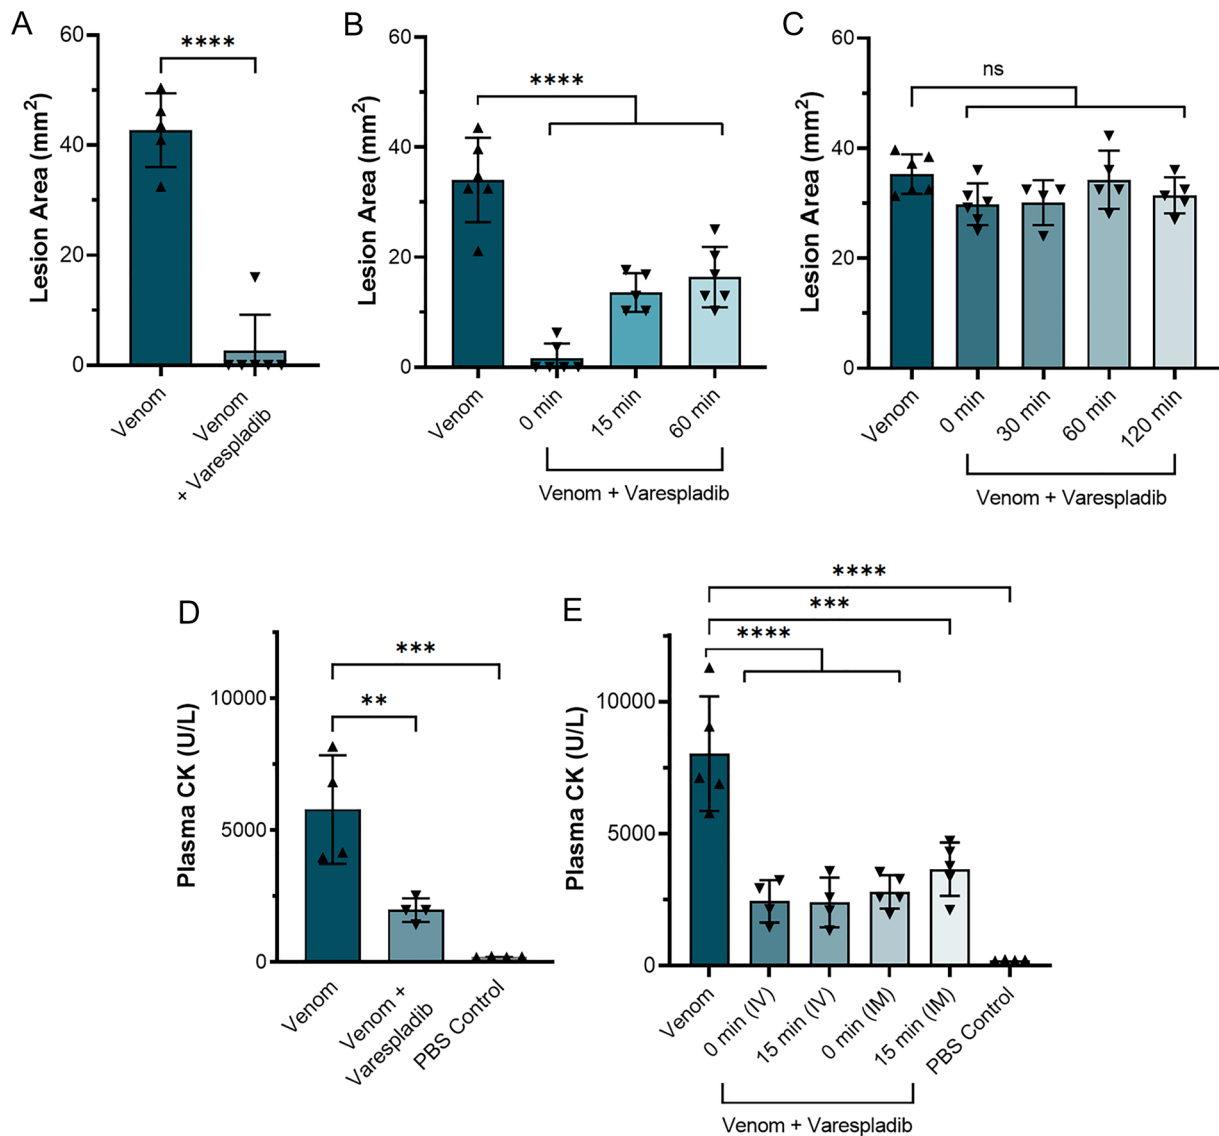 A
Lesion Area (mm²)
60
40
20
0
****
Venom
Venom
+ Varespladib
B
Lesion Area (mm²)
60
40
20
0
****
Venom
0 min
15 min
60 min
Venom + Varespladib
C
Lesion Area (mm²)
60
40
20
0
ns
Venom
0 min
30 min
60 min
120 min
Venom + Varespladib
D
Plasma CK (U/L)
10000
5000
0
***
**
Venom
Venom +
Varespladib
PBS Control
E
Plasma CK (U/L)
10000
5000
0
****
***
****
Venom
0 min (IV)
15 min (IV)
0 min (IM)
15 min (IM)
PBS Control
Venom + Varespladib